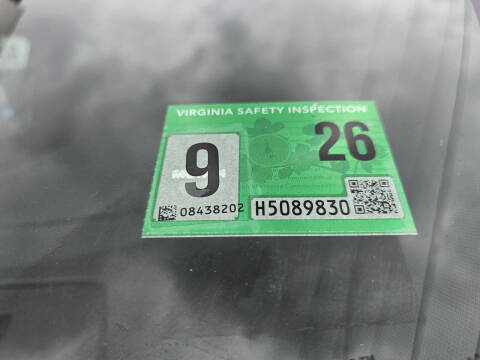 VIRGINIA SAFETY INSPECTION
9 26
08438202 H5089830